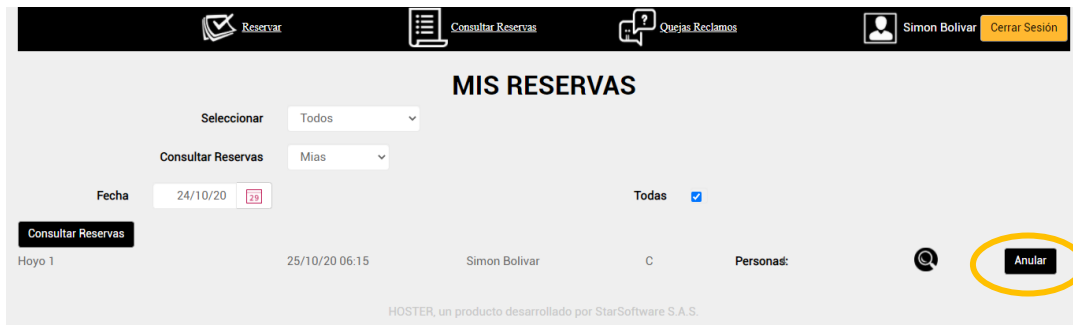 Reservar Consultar Reservas Quejas Reclamos Simon Bolivar Cerrar Sesión
MIS RESERVAS
Seleccionar Todos
Consultar Reservas Mias
Fecha 24/10/20 29 Todas
Consultar Reservas
Hoyo 1 25/10/20 06:15 Simon Bolivar C Personas: Anular
HOSTER, un producto desarrollado por StarSoftware S.A.S.